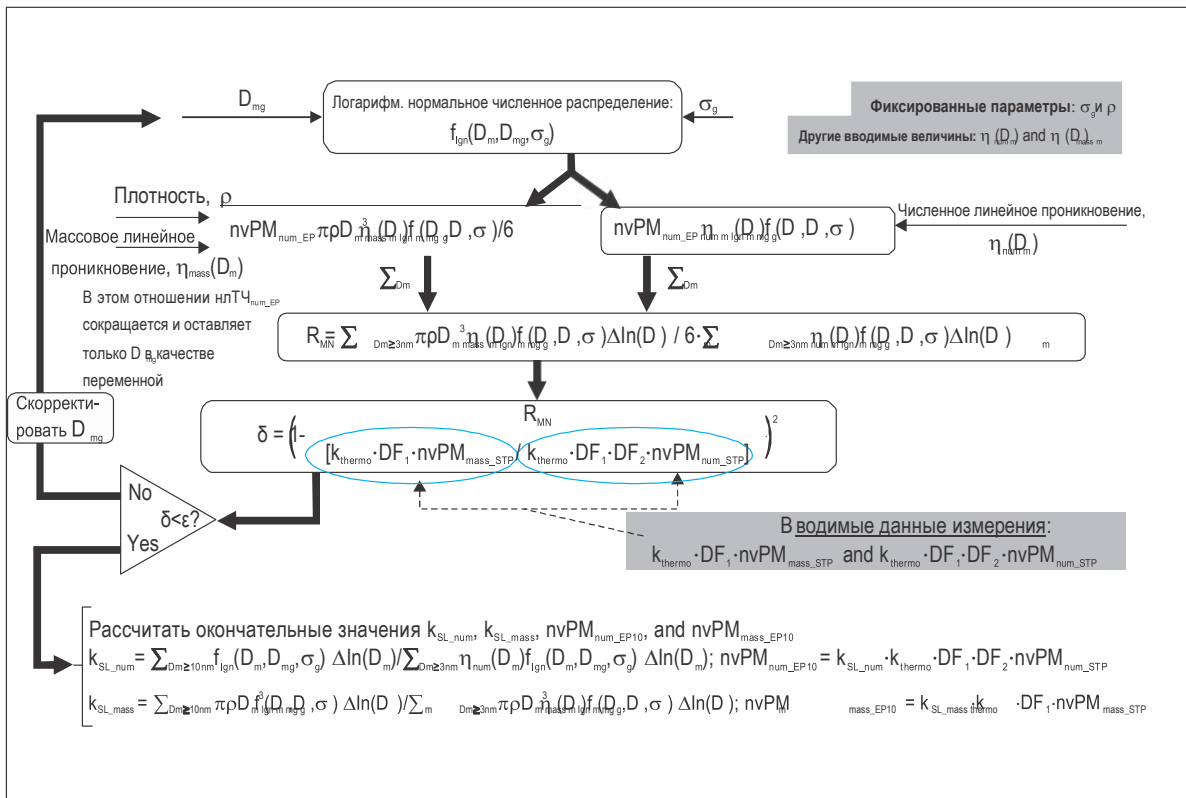 D_mg
Логарифм. нормальное численное распределение:
f_lgn(D_m,D_mg,σ_g)
σ_g
Фиксированные параметры: σ_g и ρ
Другие вводимые величины: η_num(D_m) and η_mass(D_m)
Плотность, ρ
Массовое линейное
проникновение, η_mass(D_m)
nvPM_num_EP πρD_m^3 η_mass(D_m)f_lgn(D_m,D_mg,σ_g)/6
nvPM_num_EP η_num(D_m)f_lgn(D_m,D_mg,σ_g)
Численное линейное проникновение,
η_num(D_m)
∑_Dm
∑_Dm
В этом отношении нлТЧ_num_EP
сокращается и оставляет
только D_mg в качестве
переменной
R_MN = ∑_Dm≥3nm πρD_m^3 η_mass(D_m)f_lgn(D_m,D_mg,σ_g)Δln(D_m) / 6·∑_Dm≥3nm η_num(D_m)f_lgn(D_m,D_mg,σ_g)Δln(D_m)
Скорректи-
ровать D_mg
R_MN
δ = (1- )^2
[k_thermo·DF_1·nvPM_mass_STP / k_thermo·DF_1·DF_2·nvPM_num_STP]
No
δ<ε?
Yes
Вводимые данные измерения:
k_thermo·DF_1·nvPM_mass_STP and k_thermo·DF_1·DF_2·nvPM_num_STP
Рассчитать окончательные значения k_SL_num, k_SL_mass, nvPM_num_EP10, and nvPM_mass_EP10
k_SL_num = ∑_Dm≥10nm f_lgn(D_m,D_mg,σ_g) Δln(D_m)/∑_Dm≥3nm η_num(D_m)f_lgn(D_m,D_mg,σ_g) Δln(D_m); nvPM_num_EP10 = k_SL_num·k_thermo·DF_1·DF_2·nvPM_num_STP
k_SL_mass = ∑_Dm≥10nm πρD_m^3 f_lgn(D_m,D_mg,σ_g) Δln(D_m)/∑_Dm≥3nm πρD_m^3 η_mass(D_m)f_lgn(D_m,D_mg,σ_g) Δln(D_m); nvPM_mass_EP10 = k_SL_mass·k_thermo·DF_1·nvPM_mass_STP